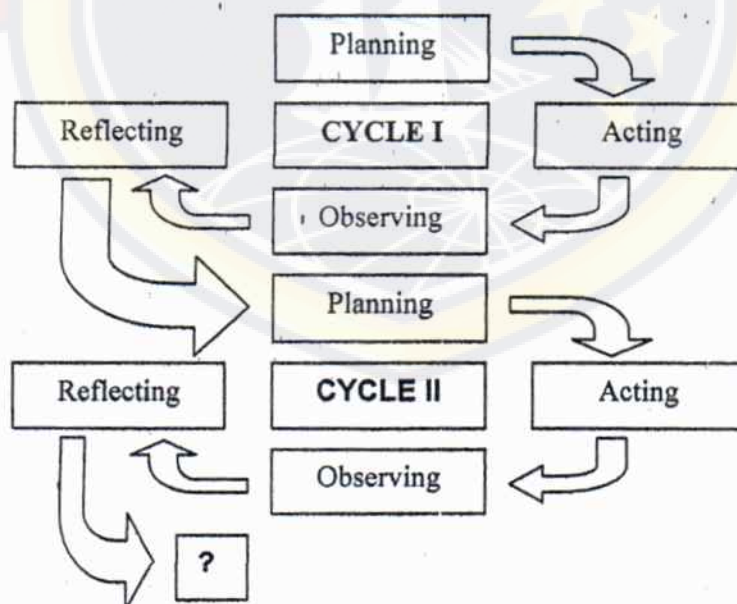 Planning
Reflecting
CYCLE I
Acting
Observing
Planning
Reflecting
CYCLE II
Acting
Observing
?